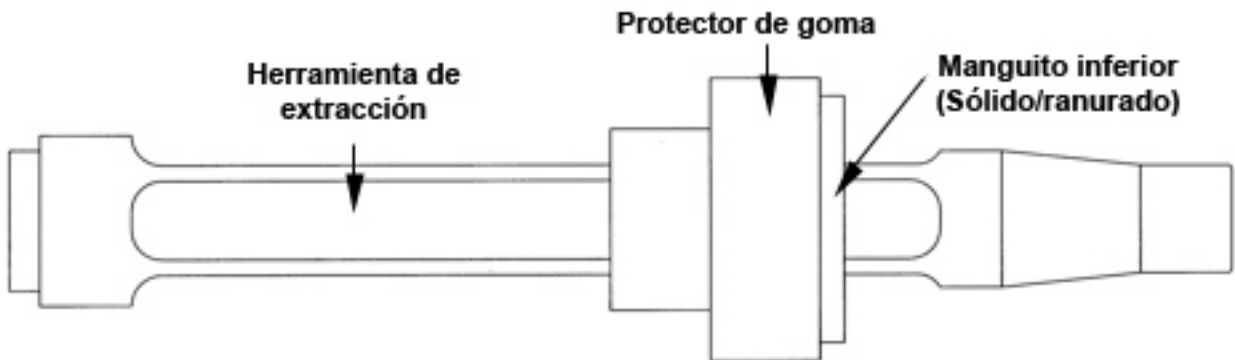 Protector de goma
Herramienta de
extracción
Manguito inferior
(Sólido/ranurado)